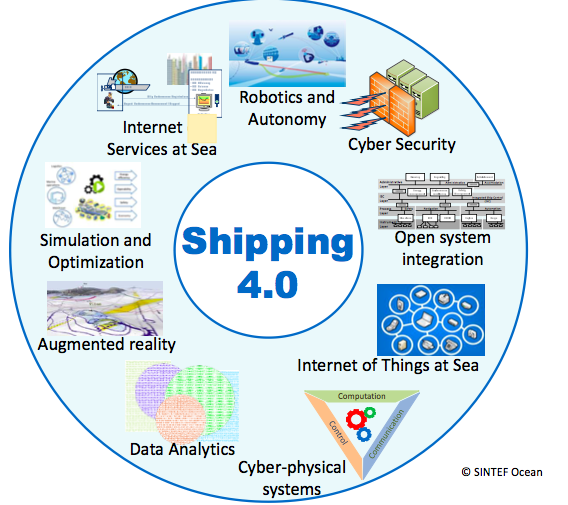 Robotics and
Autonomy
Cyber Security
Open system
integration
Internet of Things at Sea
Computation
Control
Communication
Cyber-physical
systems
Data Analytics
Augmented reality
Simulation and
Optimization
Internet
Services at Sea
Shipping
4.0
© SINTEF Ocean